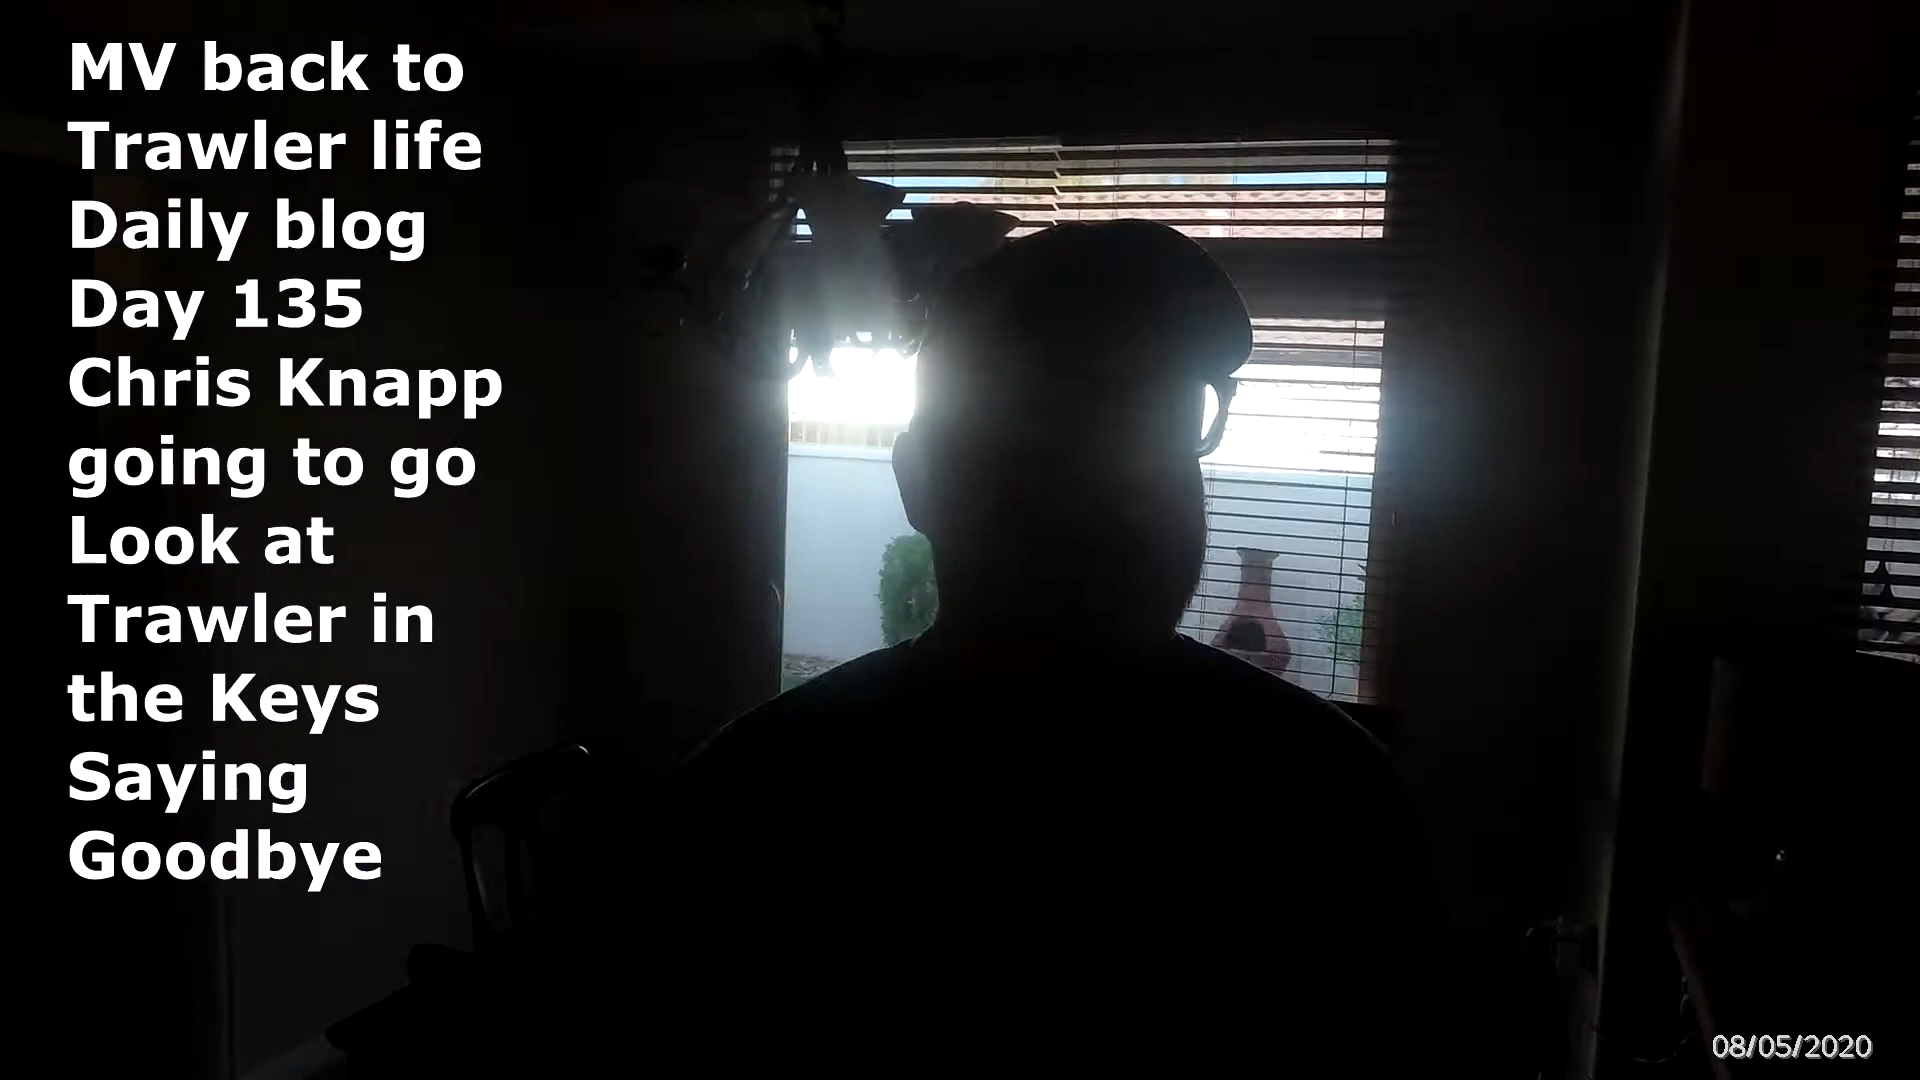 MV back to
Trawler life
Daily blog
Day 135
Chris Knapp
going to go
Look at
Trawler in
the Keys
Saying
Goodbye
08/05/2020